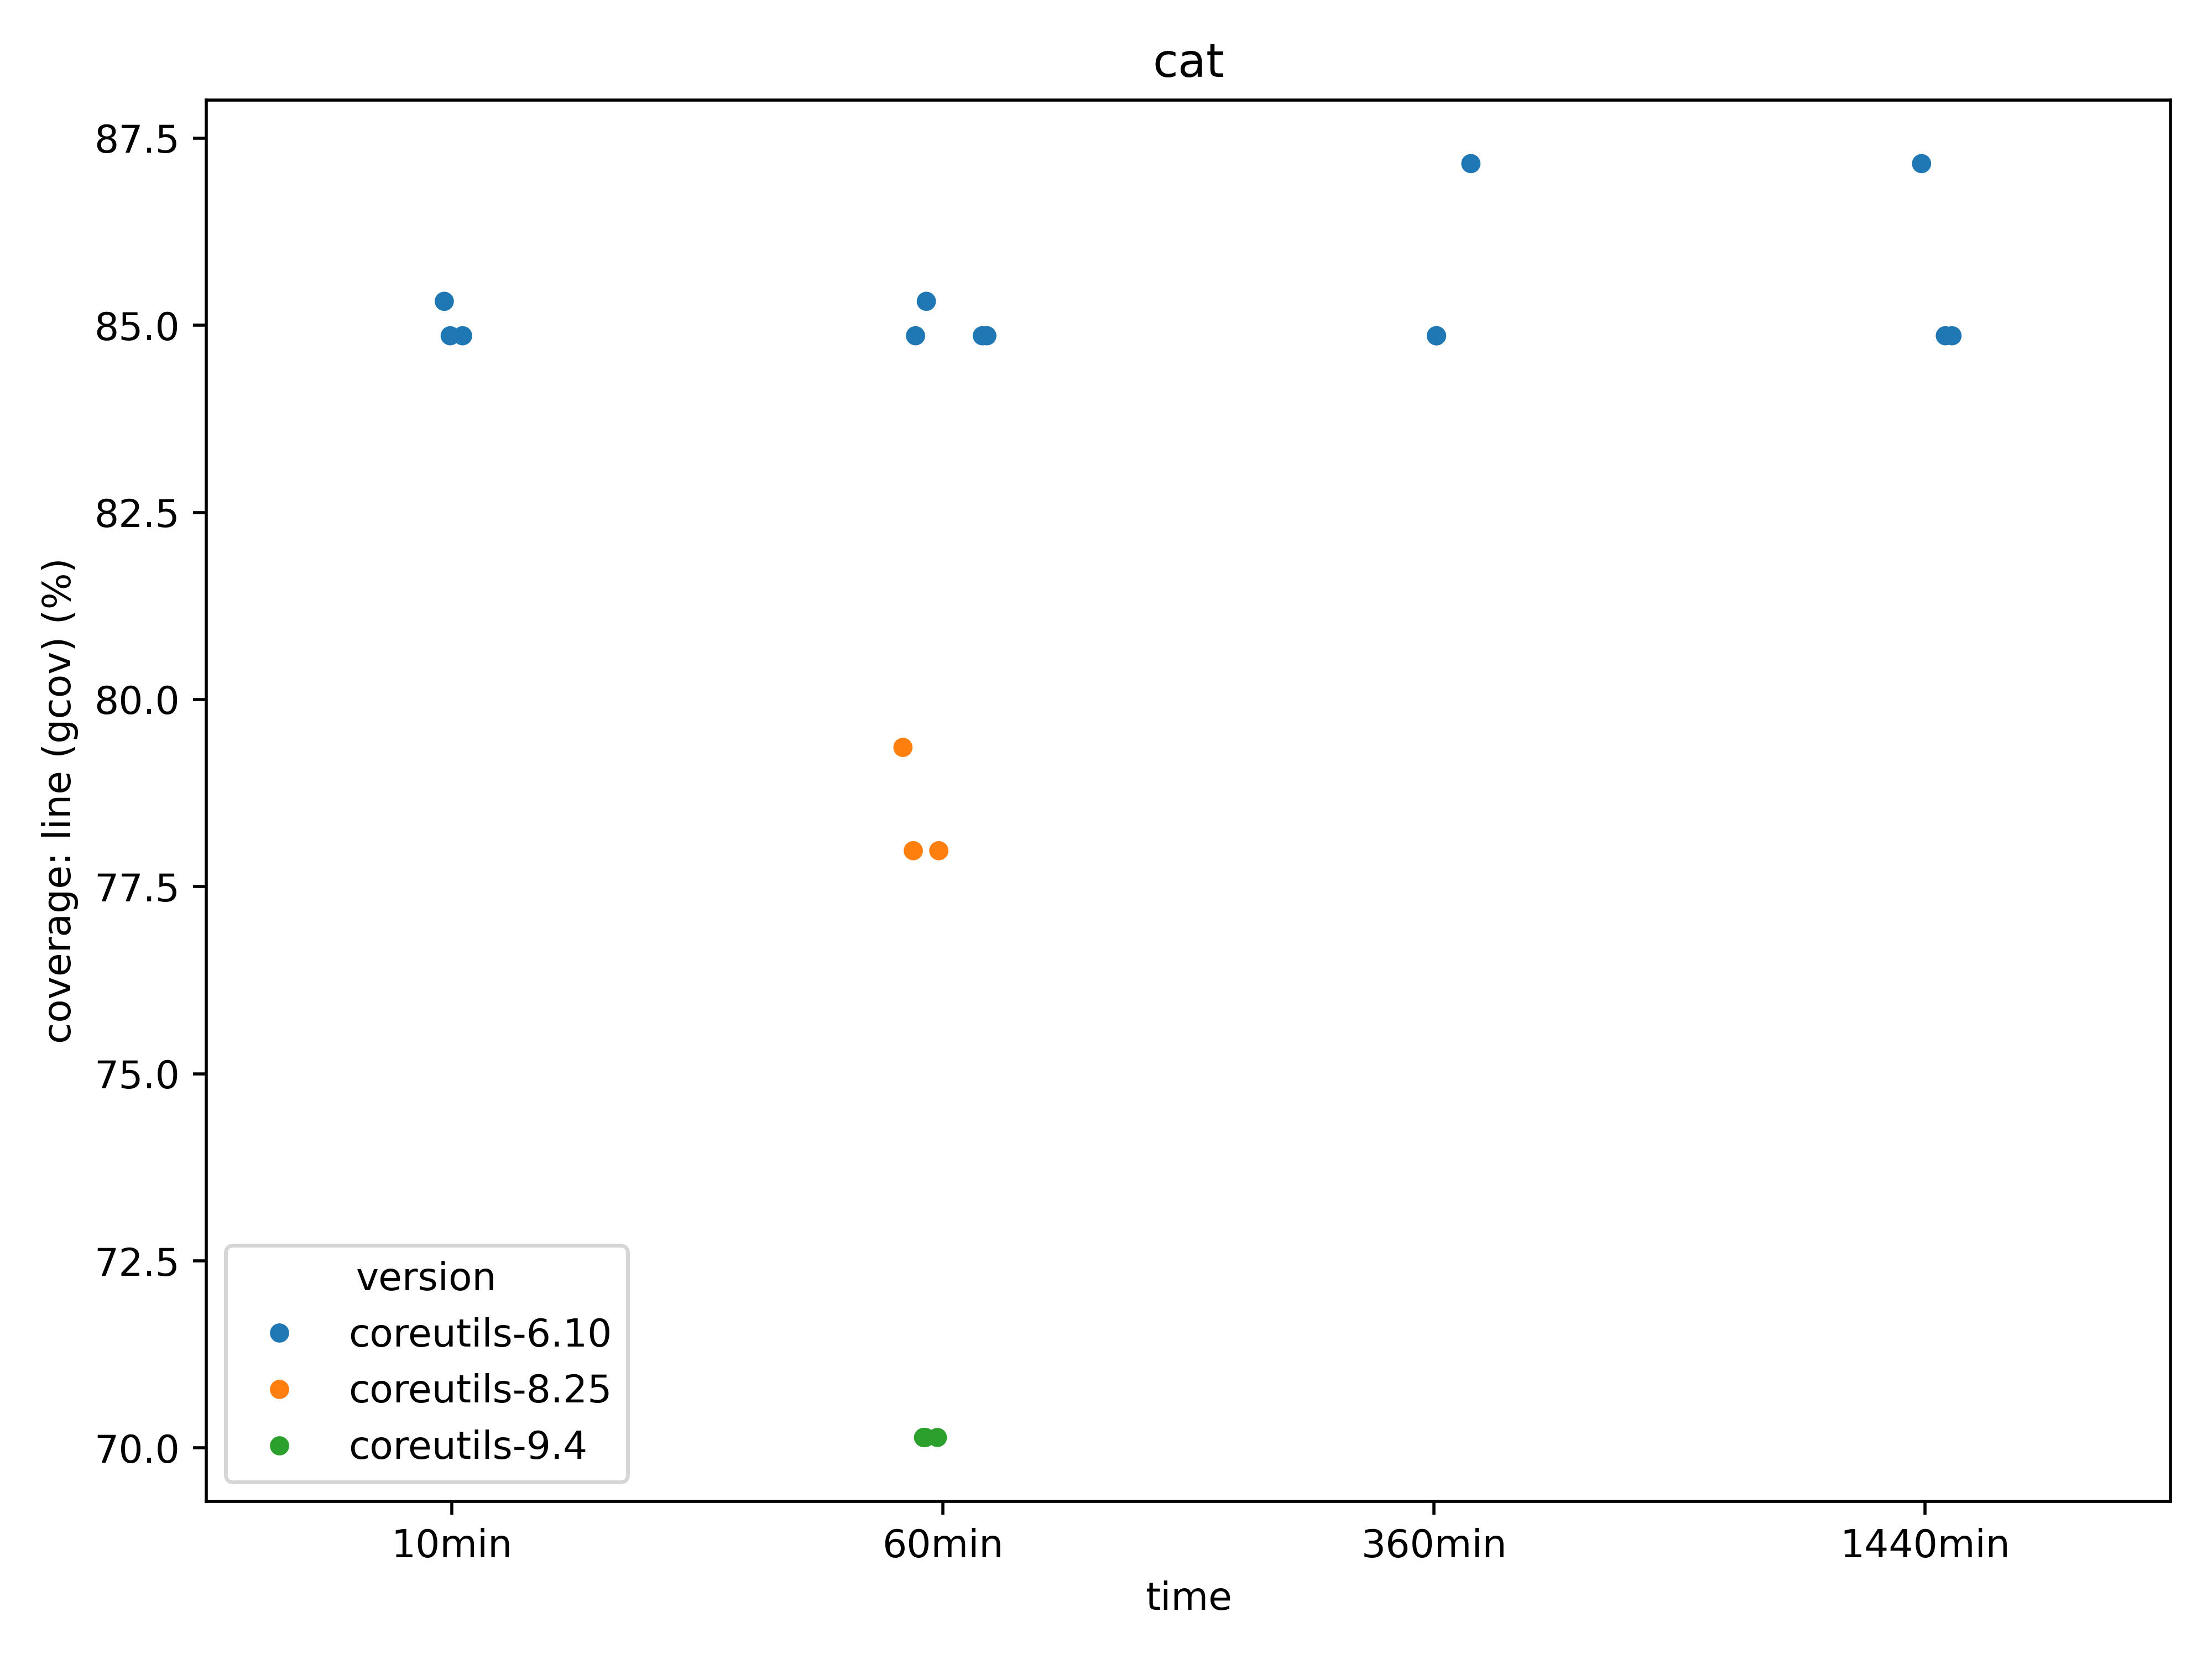 cat
coverage: line (gcov) (%)
87.5
85.0
82.5
80.0
77.5
75.0
72.5
70.0
version
coreutils-6.10
coreutils-8.25
coreutils-9.4
10min
60min
360min
1440min
time